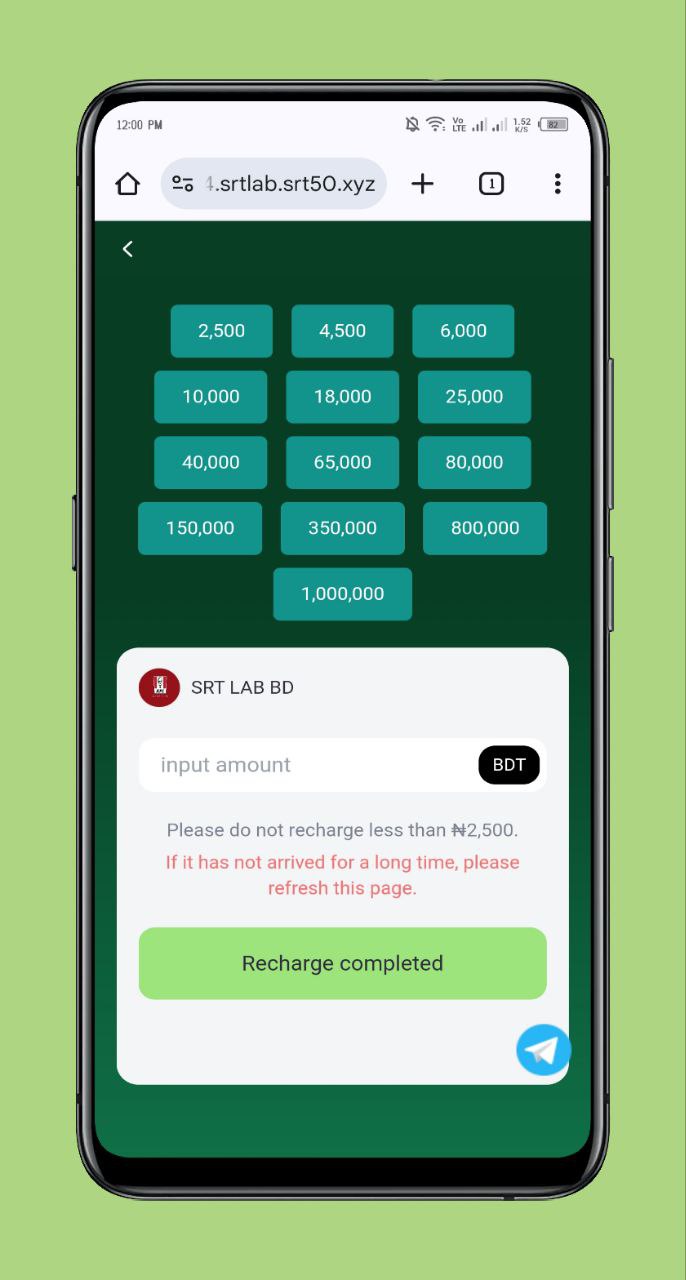 12:00 PM
Vo LTE 1.52 K/S 82
4.srtlab.srt50.xyz
1
2,500 4,500 6,000
10,000 18,000 25,000
40,000 65,000 80,000
150,000 350,000 800,000
1,000,000
SRT LAB BD
input amount BDT
Please do not recharge less than ₦2,500.
If it has not arrived for a long time, please
refresh this page.
Recharge completed